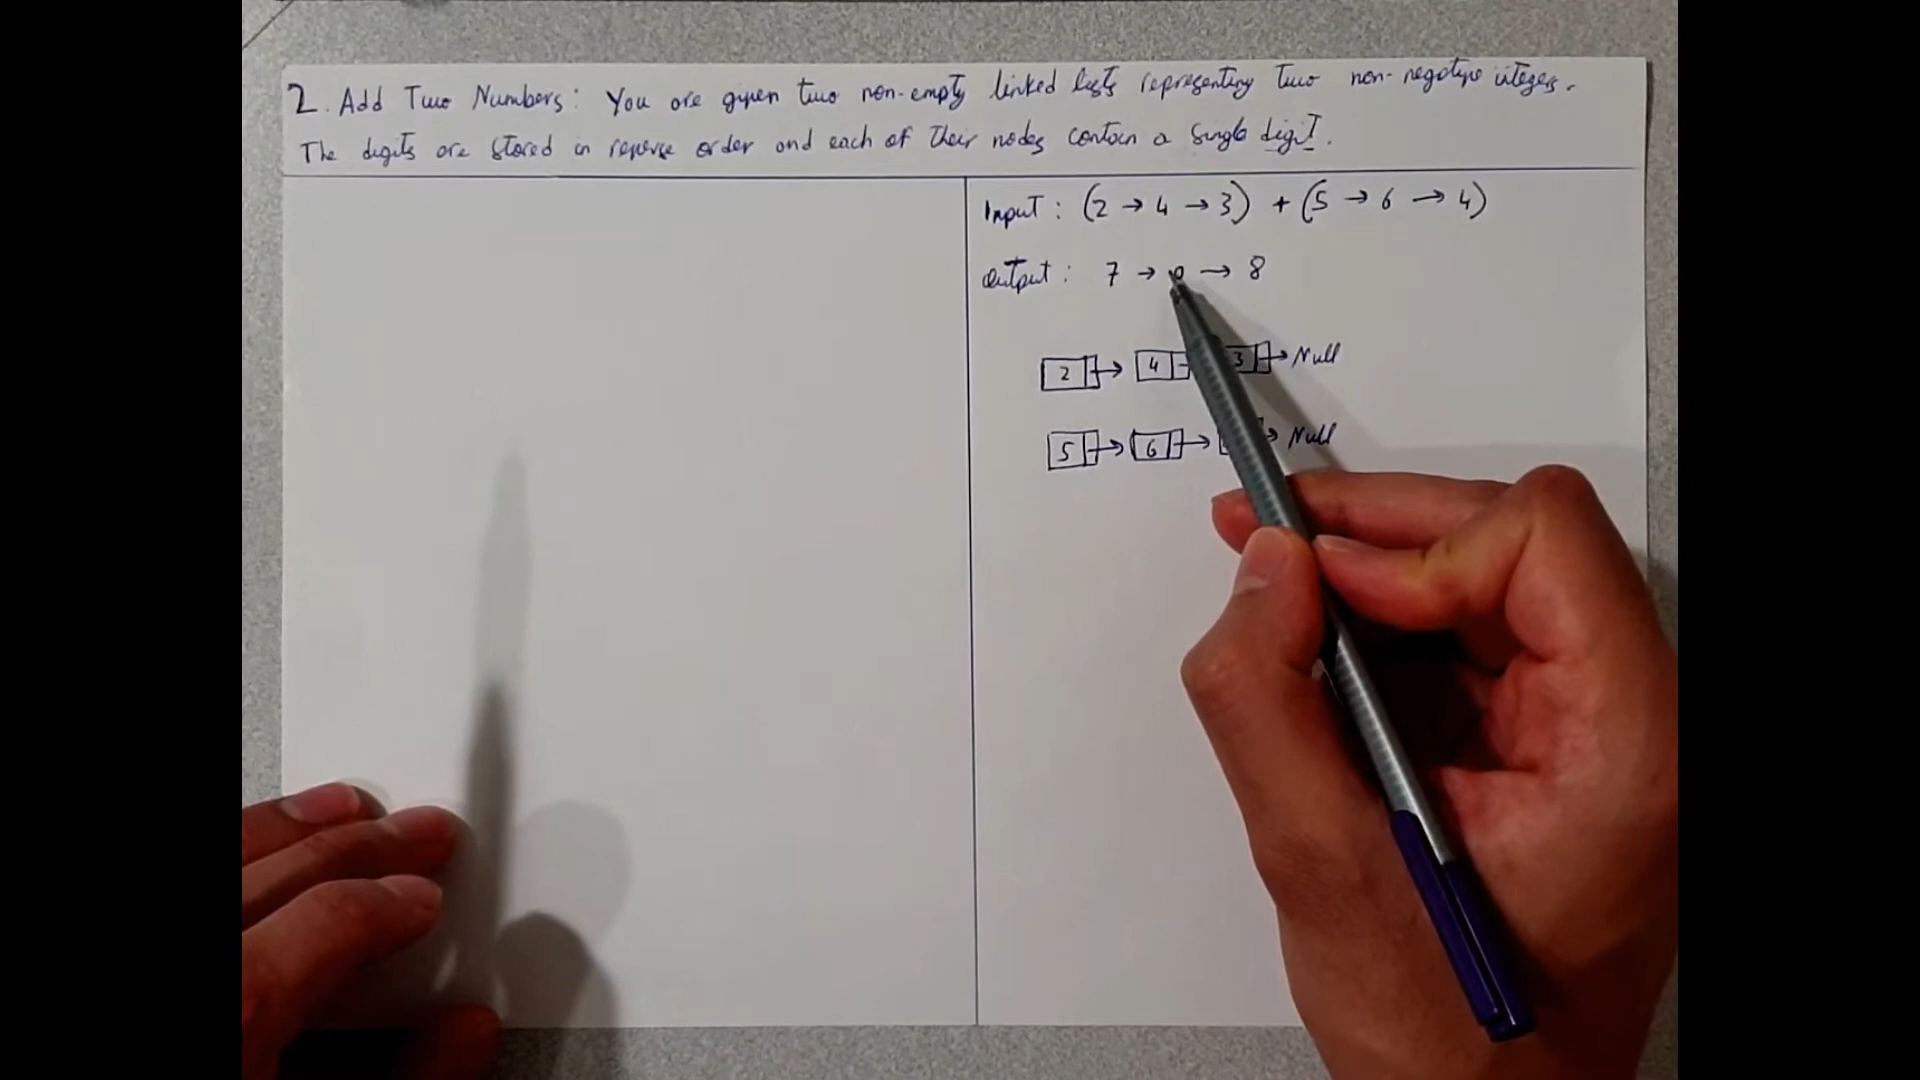 2. Add Two Numbers: You are given two non-empty linked lists representing two non-negative integers.
The digits are stored in reverse order and each of their nodes contain a single digit.
Input: (2 → 4 → 3) + (5 → 6 → 4)
Output: 7 → 0 → 8
2 → 4 3 → Null
5 → 6 → → Null